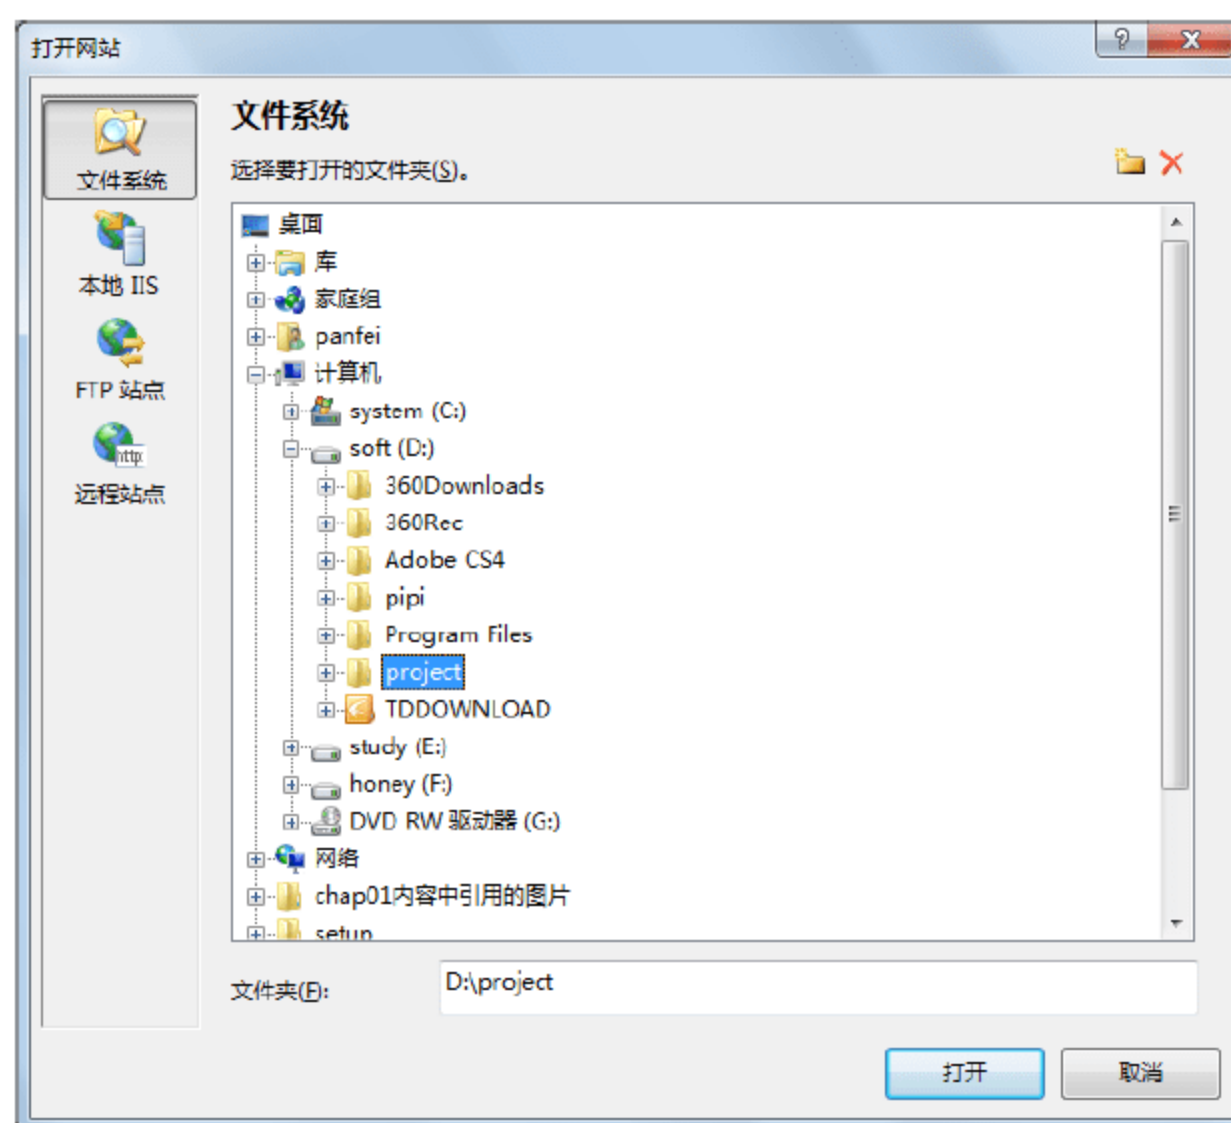 打开网站
文件系统
本地 IIS
FTP 站点
http:
远程站点
文件系统
选择要打开的文件夹(S)。
桌面
库
家庭组
panfei
计算机
system (C:)
soft (D:)
360Downloads
360Rec
Adobe CS4
pipi
Program Files
project
TDDOWNLOAD
study (E:)
honey (F:)
DVD RW 驱动器 (G:)
网络
chap01内容中引用的图片
setup
文件夹(F):
D:\project
打开
取消